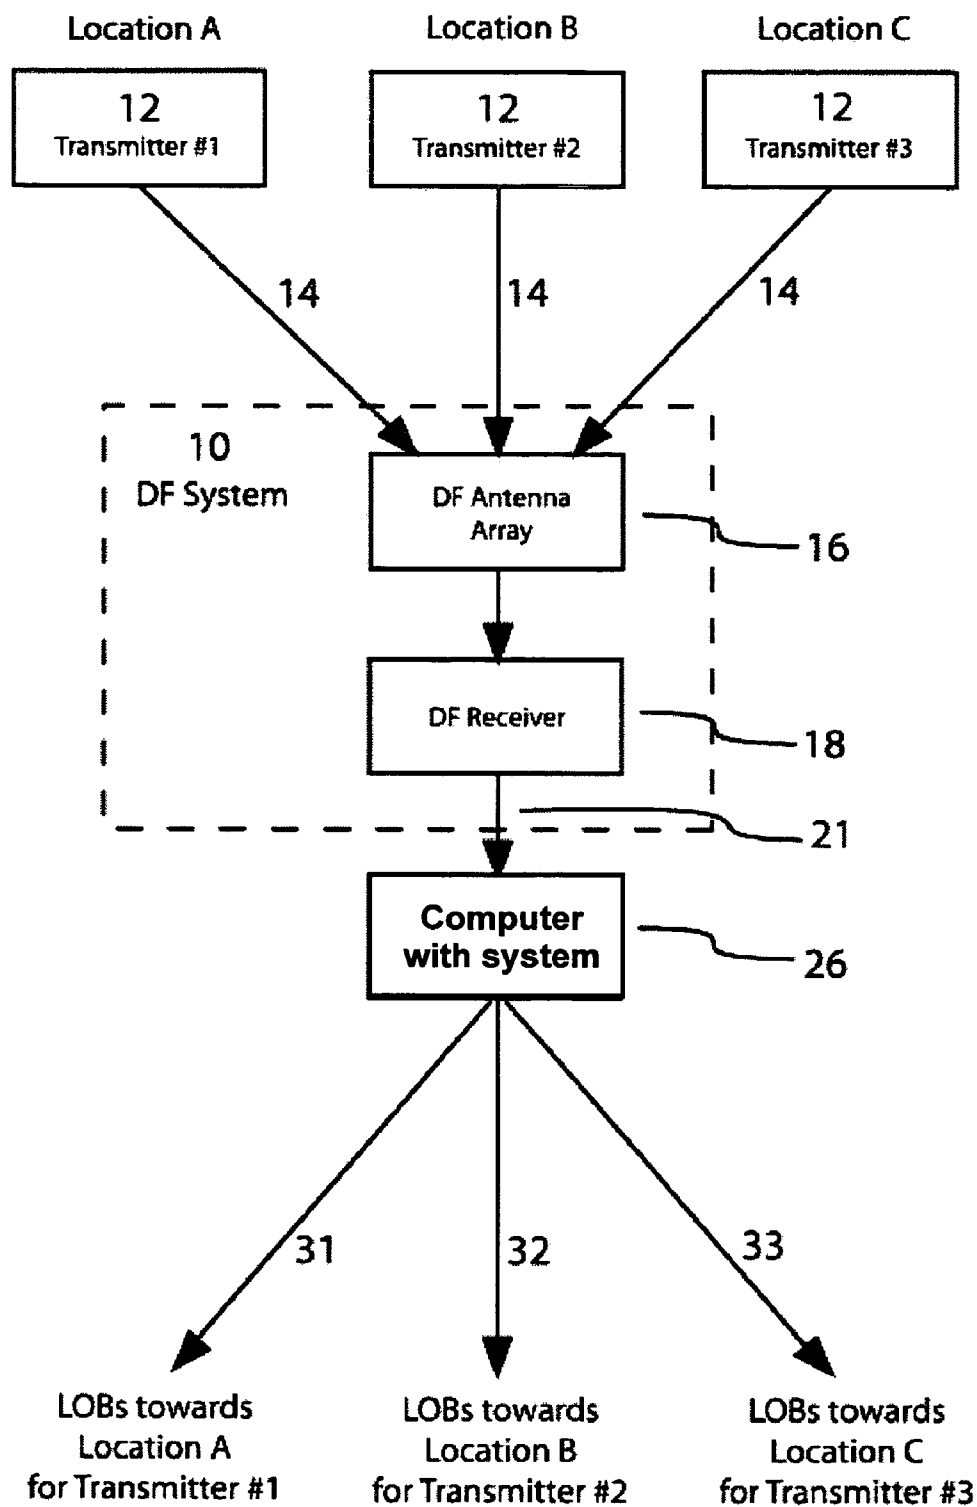 Location A
Location B
Location C
12
Transmitter #1
12
Transmitter #2
12
Transmitter #3
14
14
14
10
DF System
DF Antenna
Array
16
DF Receiver
18
21
Computer
with system
26
31
32
33
LOBs towards
Location A
for Transmitter #1
LOBs towards
Location B
for Transmitter #2
LOBs towards
Location C
for Transmitter #3